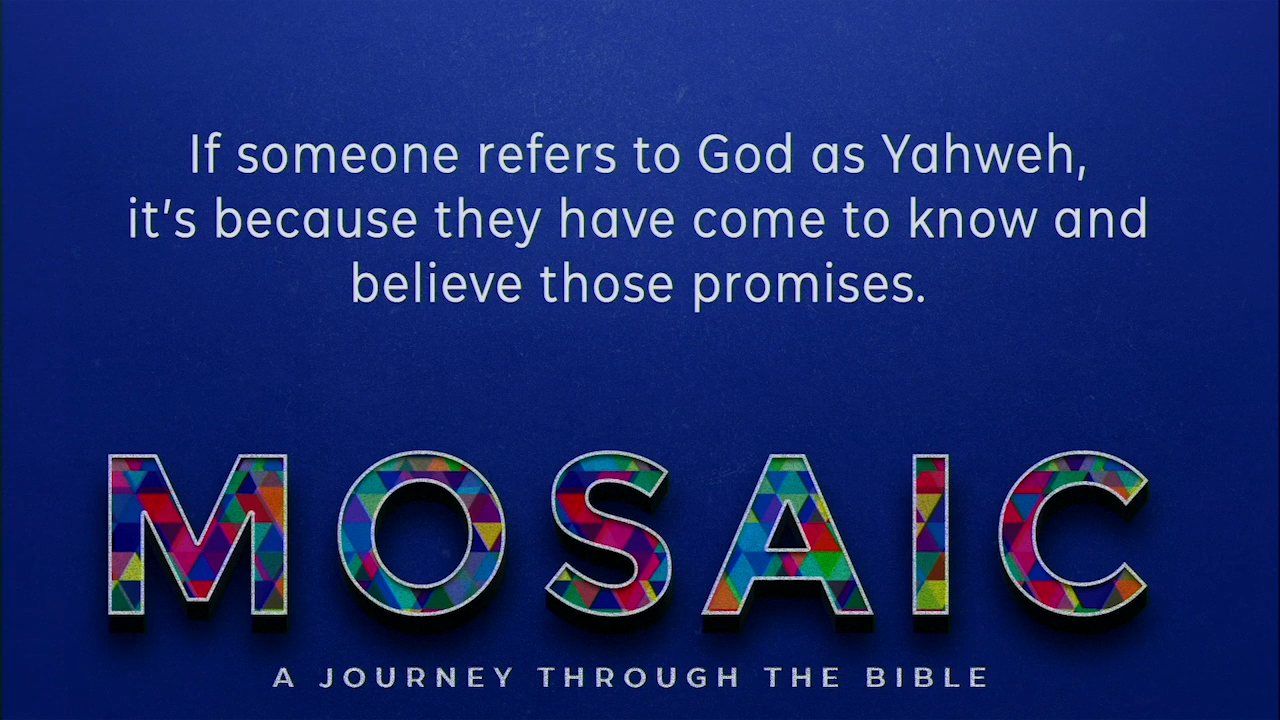 If someone refers to God as Yahweh,
it's because they have come to know and
believe those promises.
MOSAIC
A JOURNEY THROUGH THE BIBLE